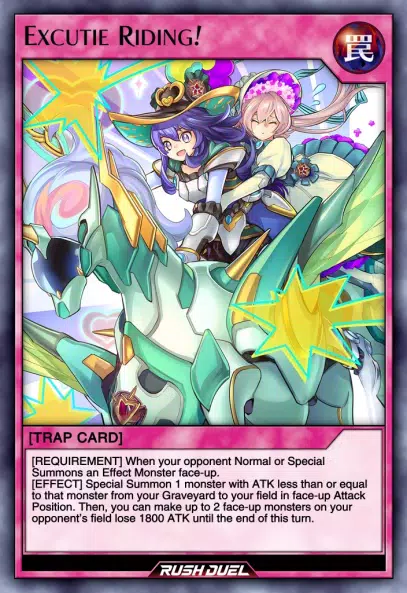 EXCUTIE RIDING!
罠
[TRAP CARD]
[REQUIREMENT] When your opponent Normal or Special
Summons an Effect Monster face-up.
[EFFECT] Special Summon 1 monster with ATK less than or equal
to that monster from your Graveyard to your field in face-up Attack
Position. Then, you can make up to 2 face-up monsters on your
opponent's field lose 1800 ATK until the end of this turn.
RUSH DUEL